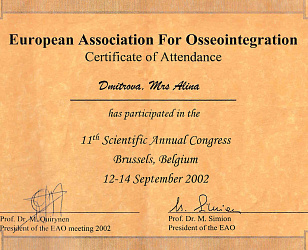 European Association For Osseointegration
Certificate of Attendance
Dmitrova, Mrs Alina
has participated in the
11th Scientific Annual Congress
Brussels, Belgium
12-14 September 2002
M. Simion
Prof. Dr. M. Quirynen
President of the EAO meeting 2002
Prof. Dr. M. Simion
President of the EAO